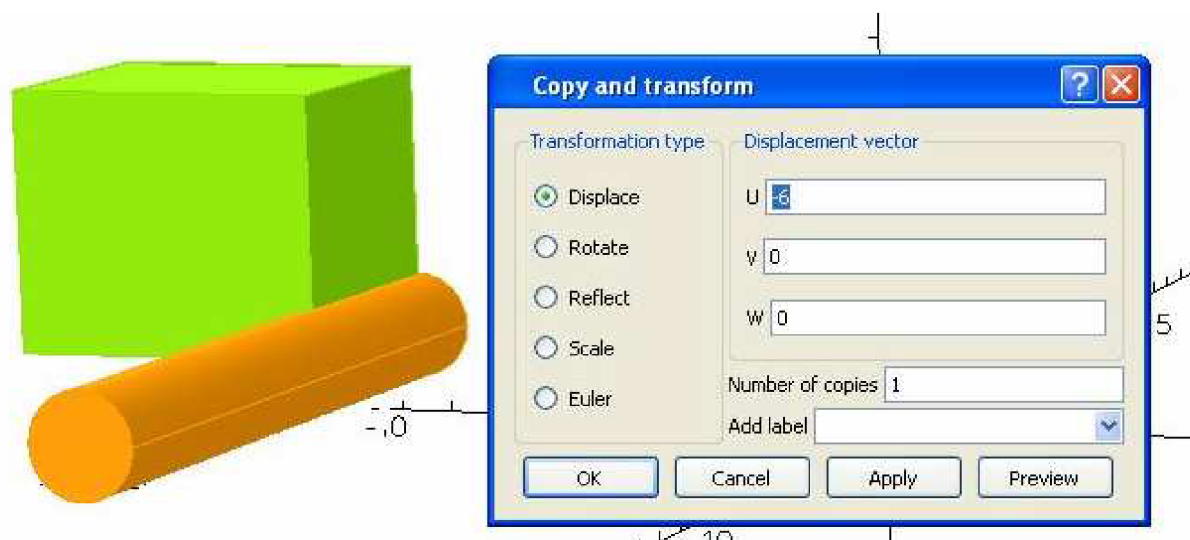 Copy and transform
Transformation type
Displace
Rotate
Reflect
Scale
Euler
Displacement vector
U -6
V 0
W 0
Number of copies 1
Add label
OK Cancel Apply Preview
5
10